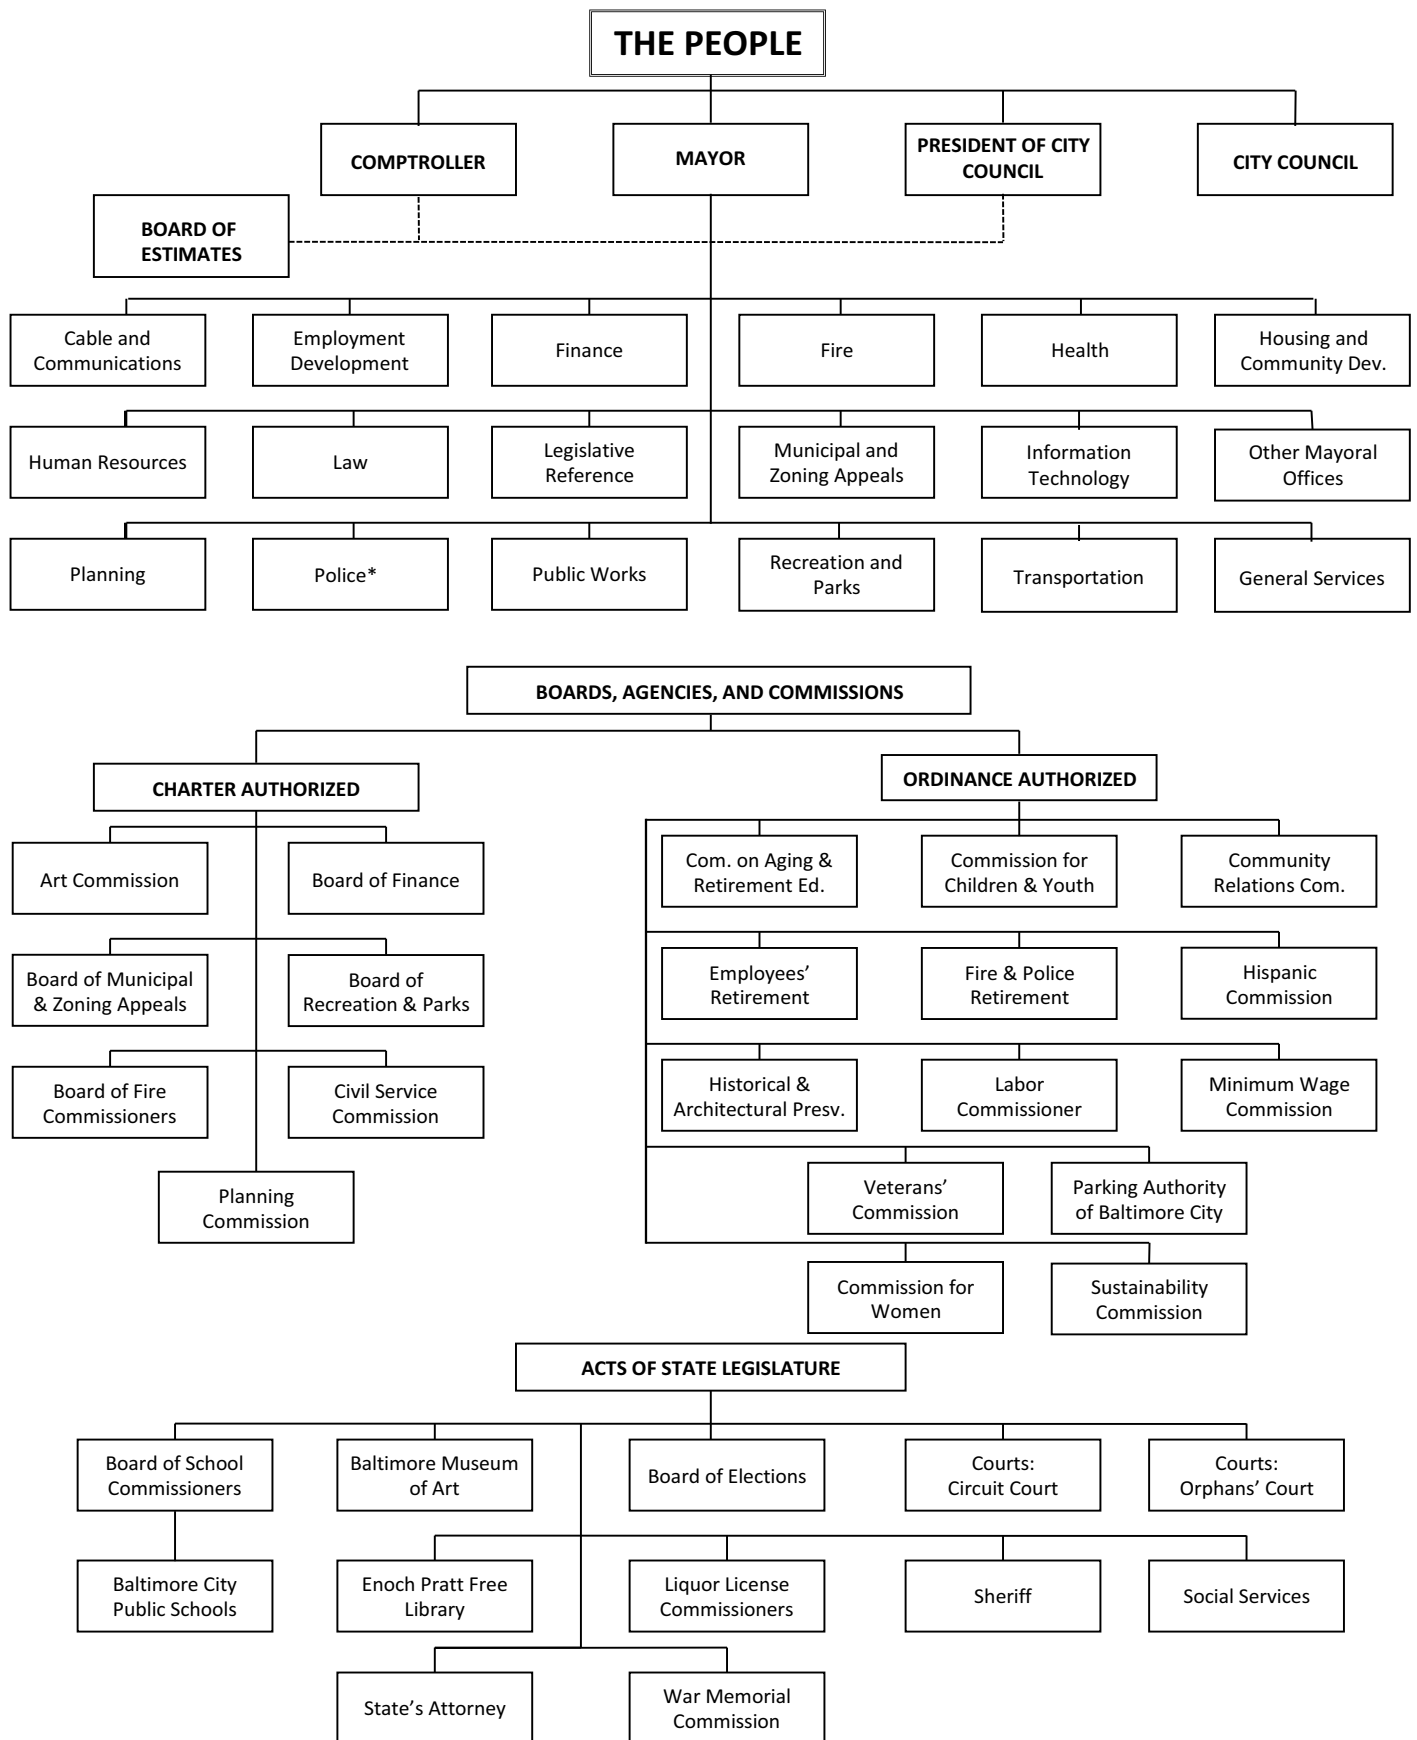 THE PEOPLE
COMPTROLLER
MAYOR
PRESIDENT OF CITY
COUNCIL
CITY COUNCIL
BOARD OF
ESTIMATES
Cable and
Communications
Employment
Development
Finance
Fire
Health
Housing and
Community Dev.
Human Resources
Law
Legislative
Reference
Municipal and
Zoning Appeals
Information
Technology
Other Mayoral
Offices
Planning
Police*
Public Works
Recreation and
Parks
Transportation
General Services
BOARDS, AGENCIES, AND COMMISSIONS
CHARTER AUTHORIZED
Art Commission
Board of Finance
Board of Municipal
& Zoning Appeals
Board of
Recreation & Parks
Board of Fire
Commissioners
Civil Service
Commission
Planning
Commission
ORDINANCE AUTHORIZED
Com. on Aging &
Retirement Ed.
Commission for
Children & Youth
Community
Relations Com.
Employees’
Retirement
Fire & Police
Retirement
Hispanic
Commission
Historical &
Architectural Presv.
Labor
Commissioner
Minimum Wage
Commission
Veterans’
Commission
Parking Authority
of Baltimore City
Commission for
Women
Sustainability
Commission
ACTS OF STATE LEGISLATURE
Board of School
Commissioners
Baltimore Museum
of Art
Board of Elections
Courts:
Circuit Court
Courts:
Orphans’ Court
Baltimore City
Public Schools
Enoch Pratt Free
Library
Liquor License
Commissioners
Sheriff
Social Services
State’s Attorney
War Memorial
Commission